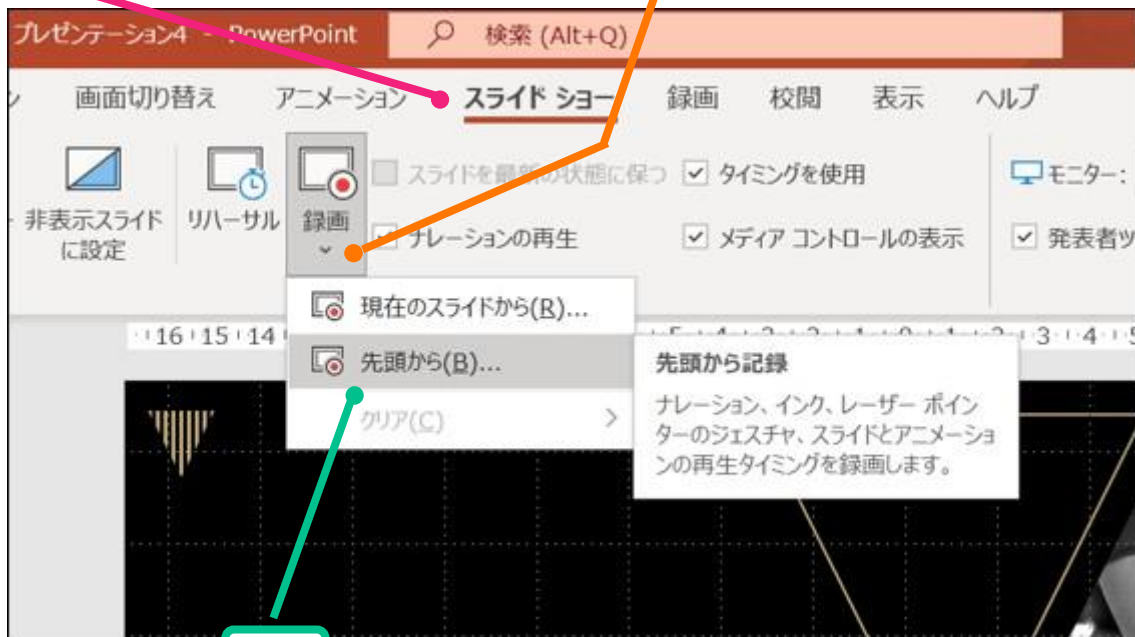 プレゼンテーション4 - PowerPoint
検索 (Alt+Q)
画面切り替え
アニメーション
スライド ショー
録画
校閲
表示
ヘルプ
非表示スライド
に設定
リハーサル
録画
スライドを最新の状態に保つ
タイミングを使用
モニター:
ナレーションの再生
メディア コントロールの表示
発表者ツ
現在のスライドから(R)...
16 15 14
先頭から(B)...
クリア(C)
先頭から記録
ナレーション、インク、レーザー ポイン
ターのジェスチャ、スライドとアニメーショ
ンの再生タイミングを録画します。